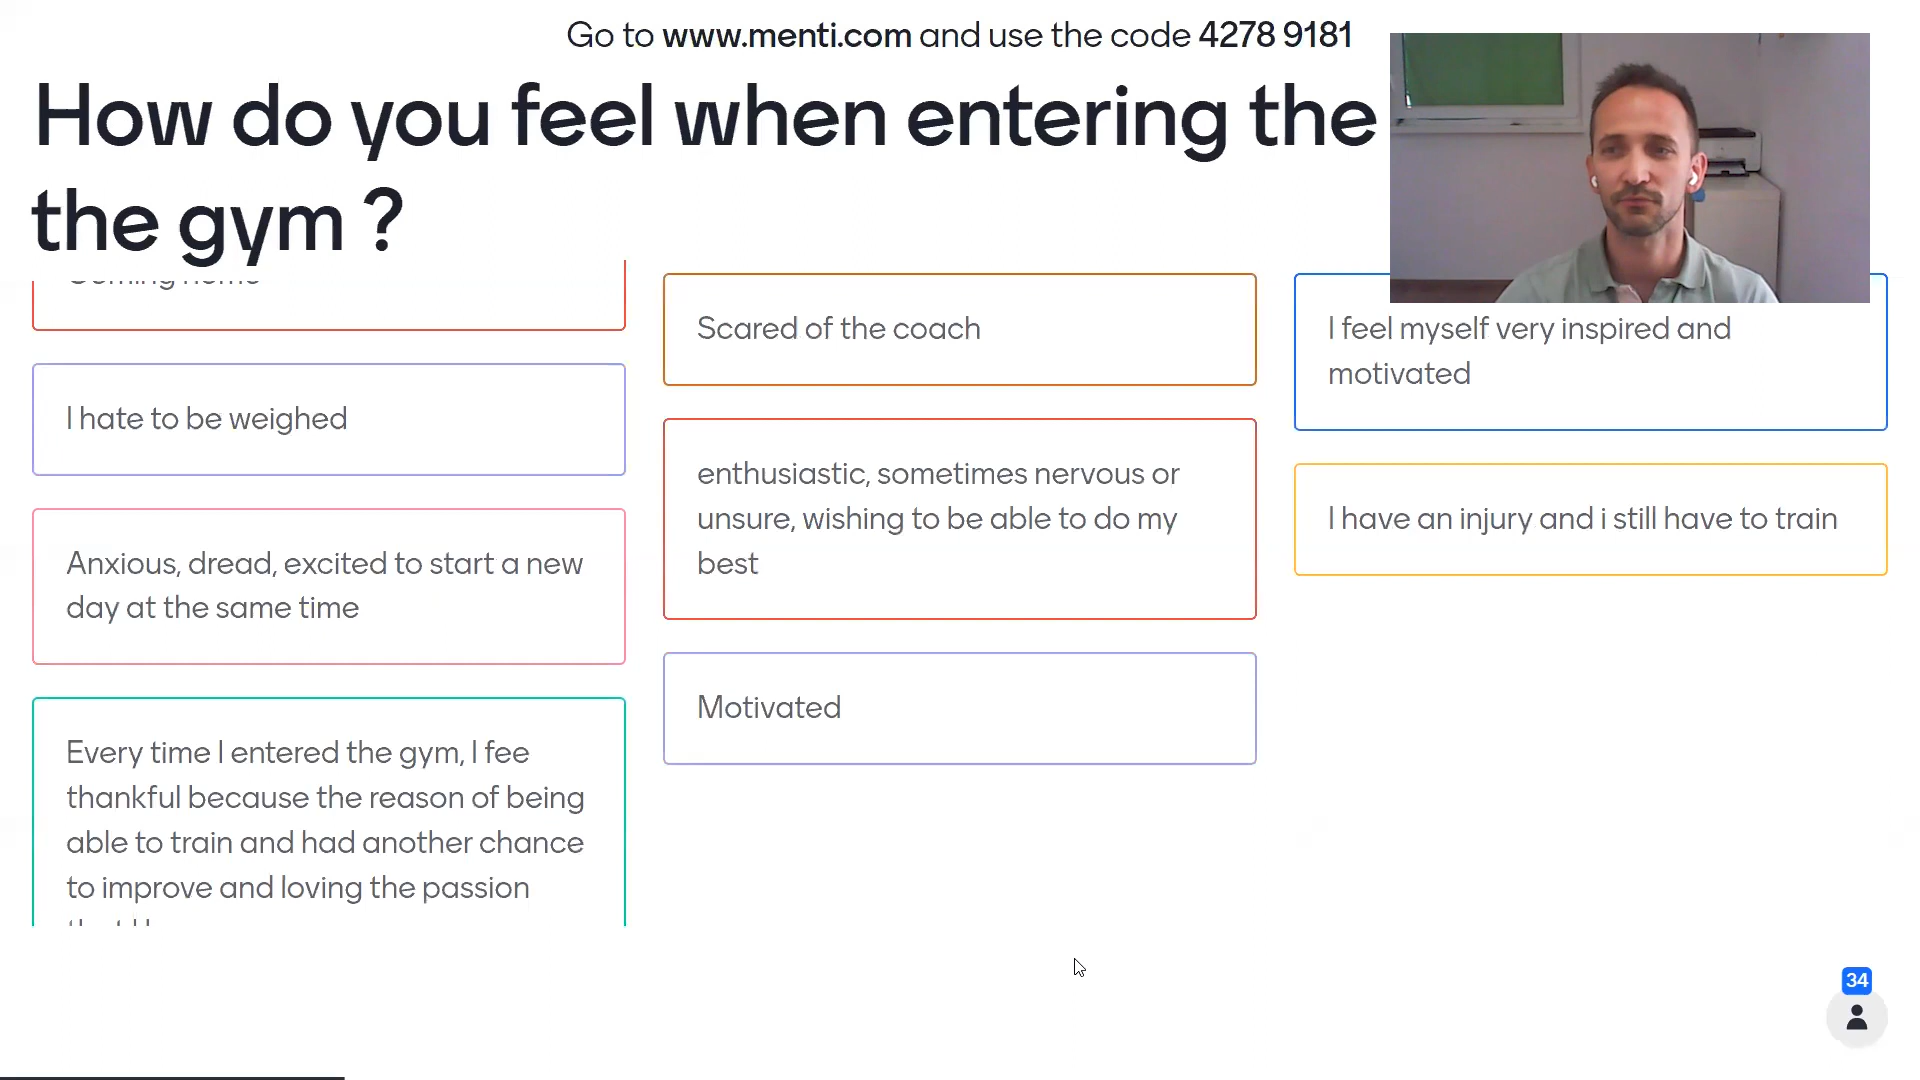 Go to www.menti.com and use the code 4278 9181
How do you feel when entering the
the gym ?
I hate to be weighed
Anxious, dread, excited to start a new
day at the same time
Every time I entered the gym, I fee
thankful because the reason of being
able to train and had another chance
to improve and loving the passion
Scared of the coach
enthusiastic, sometimes nervous or
unsure, wishing to be able to do my
best
Motivated
I feel myself very inspired and
motivated
I have an injury and i still have to train
34